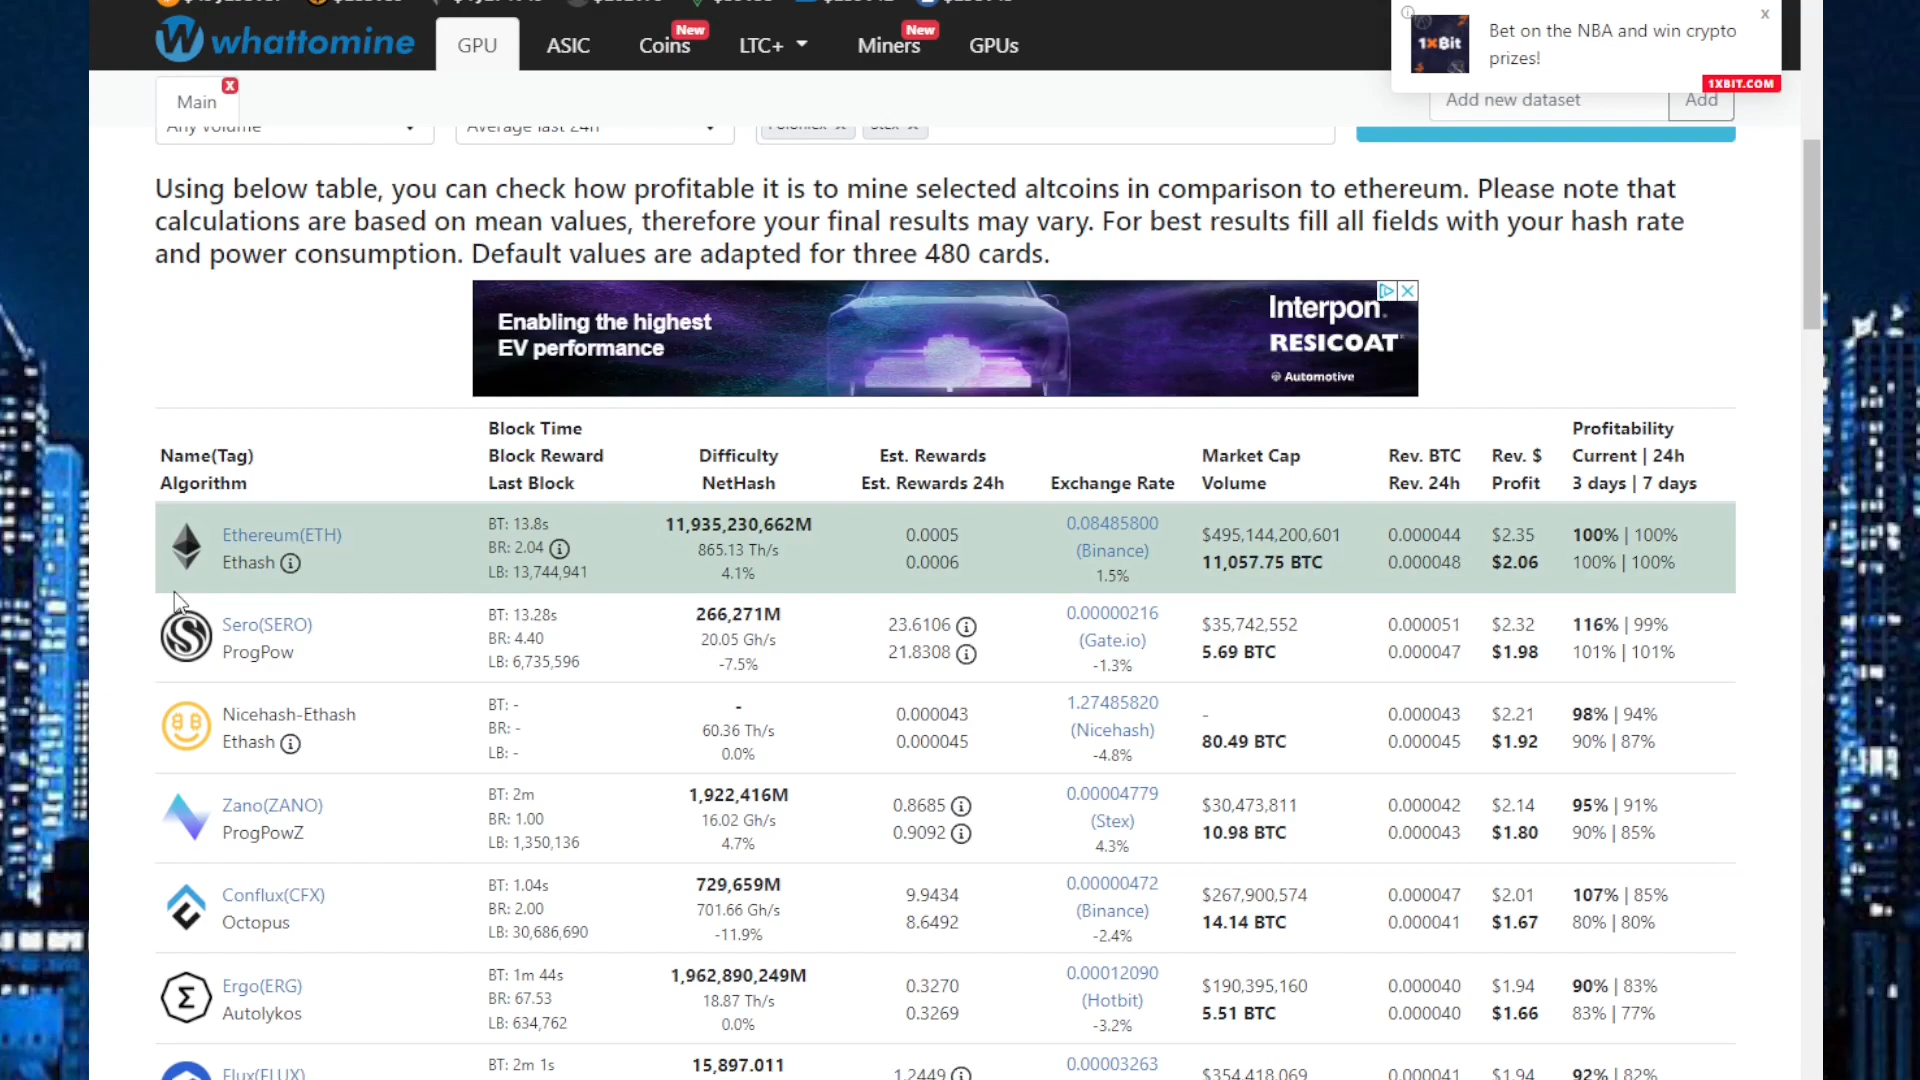 whattomine
GPU
ASIC
Coins
New
LTC+
Miners
New
GPUs
Bet on the NBA and win crypto
prizes!
1XBit
1XBIT.COM
x
Main
x
Add new dataset
Add
Any volume
Average last 24h
Poloniex x
Stex x
Using below table, you can check how profitable it is to mine selected altcoins in comparison to ethereum. Please note that
calculations are based on mean values, therefore your final results may vary. For best results fill all fields with your hash rate
and power consumption. Default values are adapted for three 480 cards.
Enabling the highest
EV performance
Interpon.
RESICOAT
Automotive
Name(Tag)
Algorithm
Block Time
Block Reward
Last Block
Difficulty
NetHash
Est. Rewards
Est. Rewards 24h
Exchange Rate
Market Cap
Volume
Rev. BTC
Rev. 24h
Rev. $
Profit
Profitability
Current | 24h
3 days | 7 days
Ethereum(ETH)
Ethash
BT: 13.8s
BR: 2.04
LB: 13,744,941
11,935,230,662M
865.13 Th/s
4.1%
0.0005
0.0006
0.08485800
(Binance)
1.5%
$495,144,200,601
11,057.75 BTC
0.000044
0.000048
$2.35
$2.06
100% | 100%
100% | 100%
Sero(SERO)
ProgPow
BT: 13.28s
BR: 4.40
LB: 6,735,596
266,271M
20.05 Gh/s
-7.5%
23.6106
21.8308
0.00000216
(Gate.io)
-1.3%
$35,742,552
5.69 BTC
0.000051
0.000047
$2.32
$1.98
116% | 99%
101% | 101%
Nicehash-Ethash
Ethash
BT: -
BR: -
LB: -
-
60.36 Th/s
0.0%
0.000043
0.000045
1.27485820
(Nicehash)
-4.8%
-
80.49 BTC
0.000043
0.000045
$2.21
$1.92
98% | 94%
90% | 87%
Zano(ZANO)
ProgPowZ
BT: 2m
BR: 1.00
LB: 1,350,136
1,922,416M
16.02 Gh/s
4.7%
0.8685
0.9092
0.00004779
(Stex)
4.3%
$30,473,811
10.98 BTC
0.000042
0.000043
$2.14
$1.80
95% | 91%
90% | 85%
Conflux(CFX)
Octopus
BT: 1.04s
BR: 2.00
LB: 30,686,690
729,659M
701.66 Gh/s
-11.9%
9.9434
8.6492
0.00000472
(Binance)
-2.4%
$267,900,574
14.14 BTC
0.000047
0.000041
$2.01
$1.67
107% | 85%
80% | 80%
Ergo(ERG)
Autolykos
BT: 1m 44s
BR: 67.53
LB: 634,762
1,962,890,249M
18.87 Th/s
0.0%
0.3270
0.3269
0.00012090
(Hotbit)
-3.2%
$190,395,160
5.51 BTC
0.000040
0.000040
$1.94
$1.66
90% | 83%
83% | 77%
Flux(FLUX)
BT: 2m 1s
15,897.011
1.2449
0.00003263
$354,418,069
0.000041
$1.94
92% | 82%